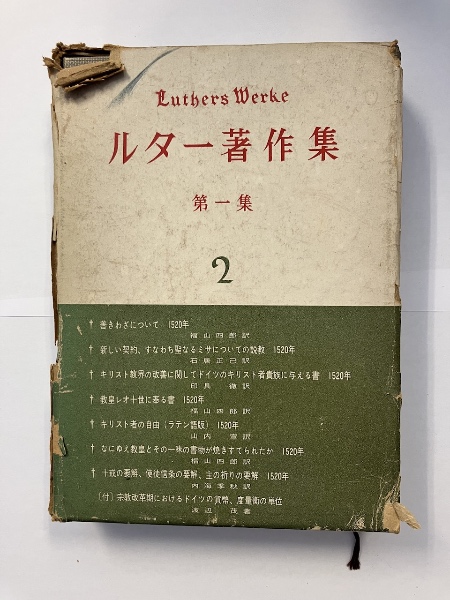 Luthers Werke
ルター著作集
第一集
2
† 善きわざについて 1520年
福山四郎訳
† 新しい契約、すなわち聖なるミサについての説教 1520年
石居正己訳
† キリスト教界の改善に関してドイツのキリスト者貴族に与える書 1520年
印具徹訳
† 教皇レオ十世に奉る書 1520年
福山四郎訳
† キリスト者の自由(ラテン語版) 1520年
山内宣訳
† なにゆえ教皇とその一味の書物が焼きすてられたか 1520年
福山四郎訳
† 十戒の要解、使徒信条の要解、主の祈りの要解 1520年
内海季秋訳
(付)宗教改革期におけるドイツの貨幣、度量衡の単位
渡辺茂著